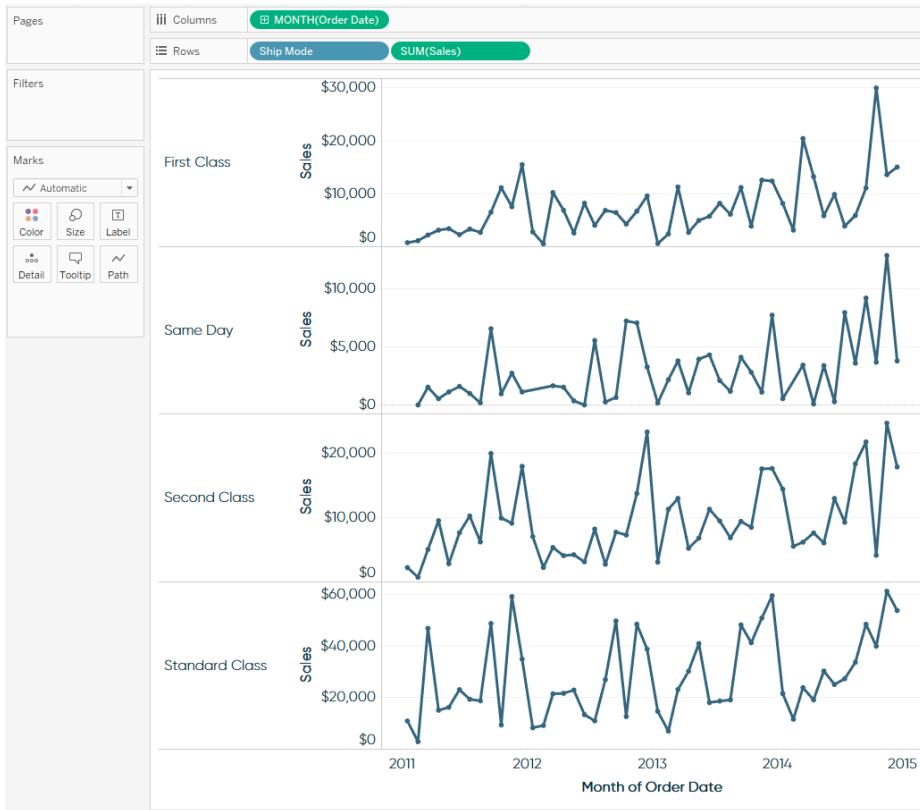 Pages
Columns
MONTH(Order Date)
Rows
Ship Mode
SUM(Sales)
Filters
Marks
Automatic
Color
Size
Label
Detail
Tooltip
Path
First Class
Sales
$30,000
$20,000
$10,000
$0
Same Day
Sales
$10,000
$5,000
$0
Second Class
Sales
$20,000
$10,000
$0
Standard Class
Sales
$60,000
$40,000
$20,000
$0
2011
2012
2013
2014
2015
Month of Order Date